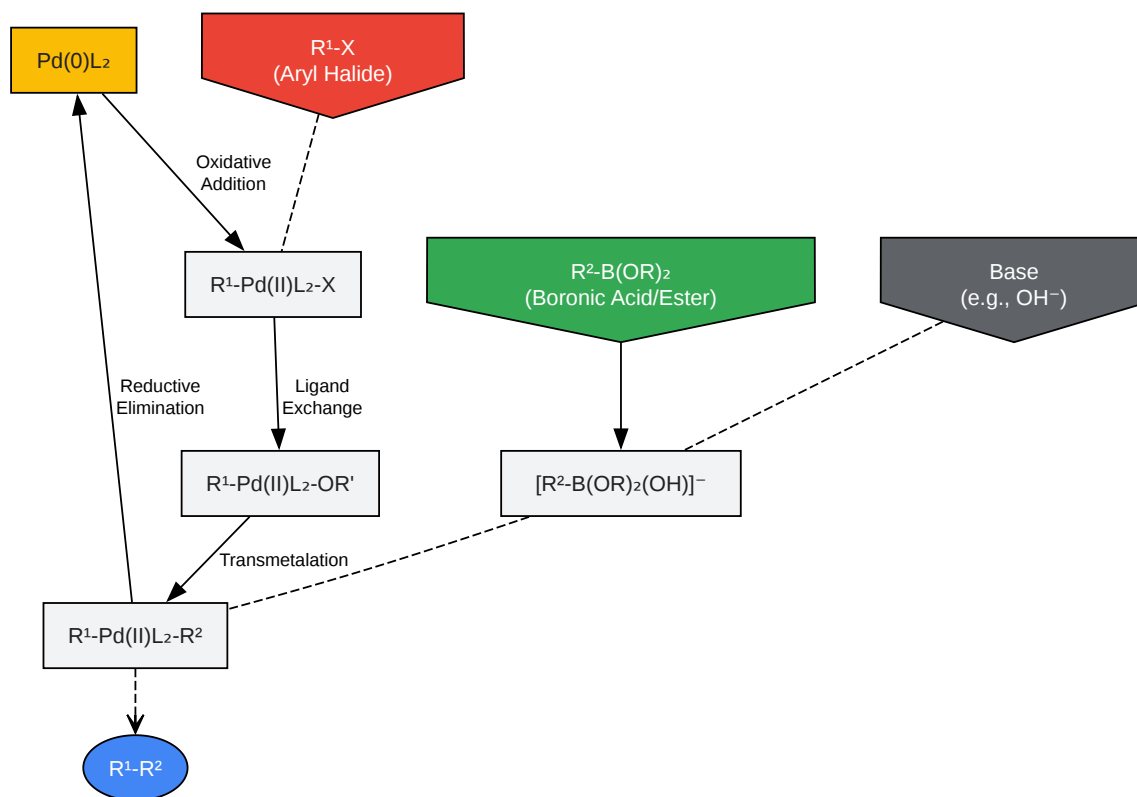 Pd(0)L₂
R¹-X
(Aryl Halide)
Oxidative
Addition
R¹-Pd(II)L₂-X
R²-B(OR)₂
(Boronic Acid/Ester)
Base
(e.g., OH⁻)
Reductive
Elimination
Ligand
Exchange
R¹-Pd(II)L₂-OR'
[R²-B(OR)₂(OH)]⁻
Transmetalation
R¹-Pd(II)L₂-R²
R¹-R²